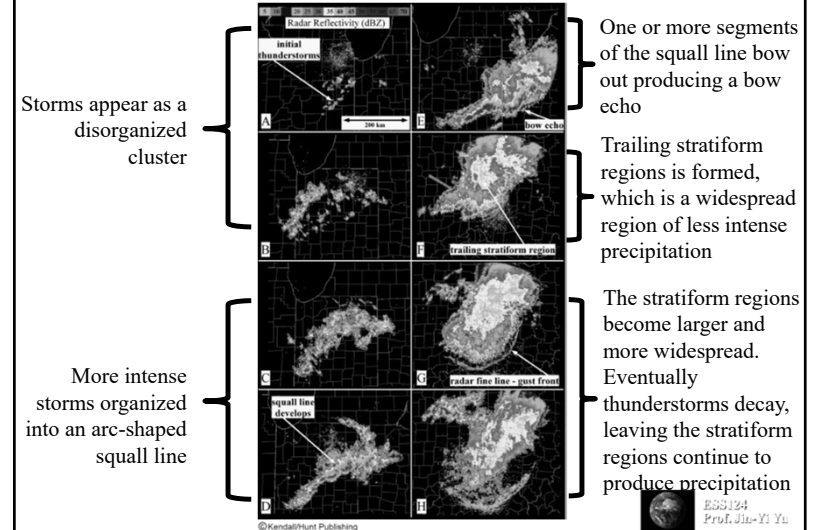 Storms appear as a
disorganized
cluster
More intense
storms organized
into an arc-shaped
squall line
Radar Reflectivity (dBZ)
initial
thunderstorms
200 km
A
B
C
squall line
develops
D
E
bow echo
F
trailing stratiform region
G
radar fine line - gust front
H
©Kendall/Hunt Publishing
One or more segments
of the squall line bow
out producing a bow
echo
Trailing stratiform
regions is formed,
which is a widespread
region of less intense
precipitation
The stratiform regions
become larger and
more widespread.
Eventually
thunderstorms decay,
leaving the stratiform
regions continue to
produce precipitation
ESS124
Prof. Jin-Yi Yu